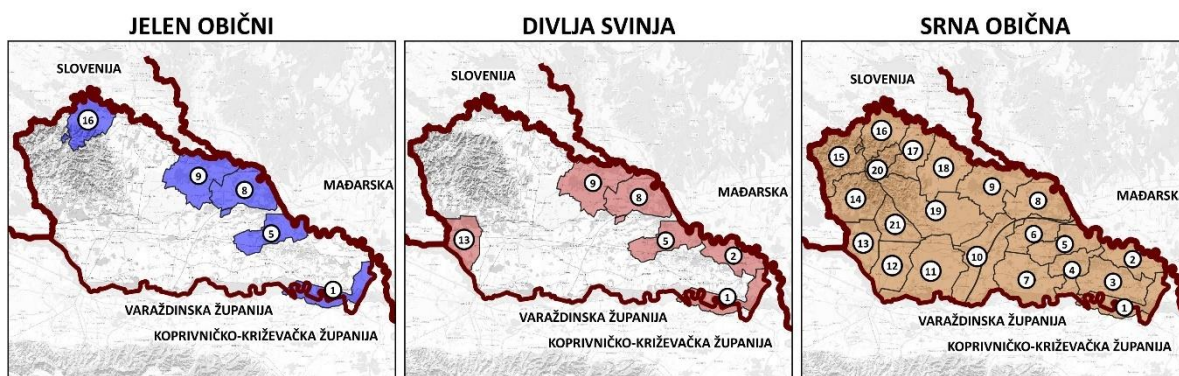 JELEN OBIČNI
SLOVENIJA
16
9
8
MAĐARSKA
5
1
VARAŽDINSKA ŽUPANIJA
KOPRIVNIČKO-KRIŽEVAČKA ŽUPANIJA
DIVLJA SVINJA
SLOVENIJA
9
8
MAĐARSKA
13
5
2
1
VARAŽDINSKA ŽUPANIJA
KOPRIVNIČKO-KRIŽEVAČKA ŽUPANIJA
SRNA OBIČNA
SLOVENIJA
16
15
17
20
18
9
MAĐARSKA
14
8
19
21
6
13
5
10
2
12
11
4
7
3
1
VARAŽDINSKA ŽUPANIJA
KOPRIVNIČKO-KRIŽEVAČKA ŽUPANIJA